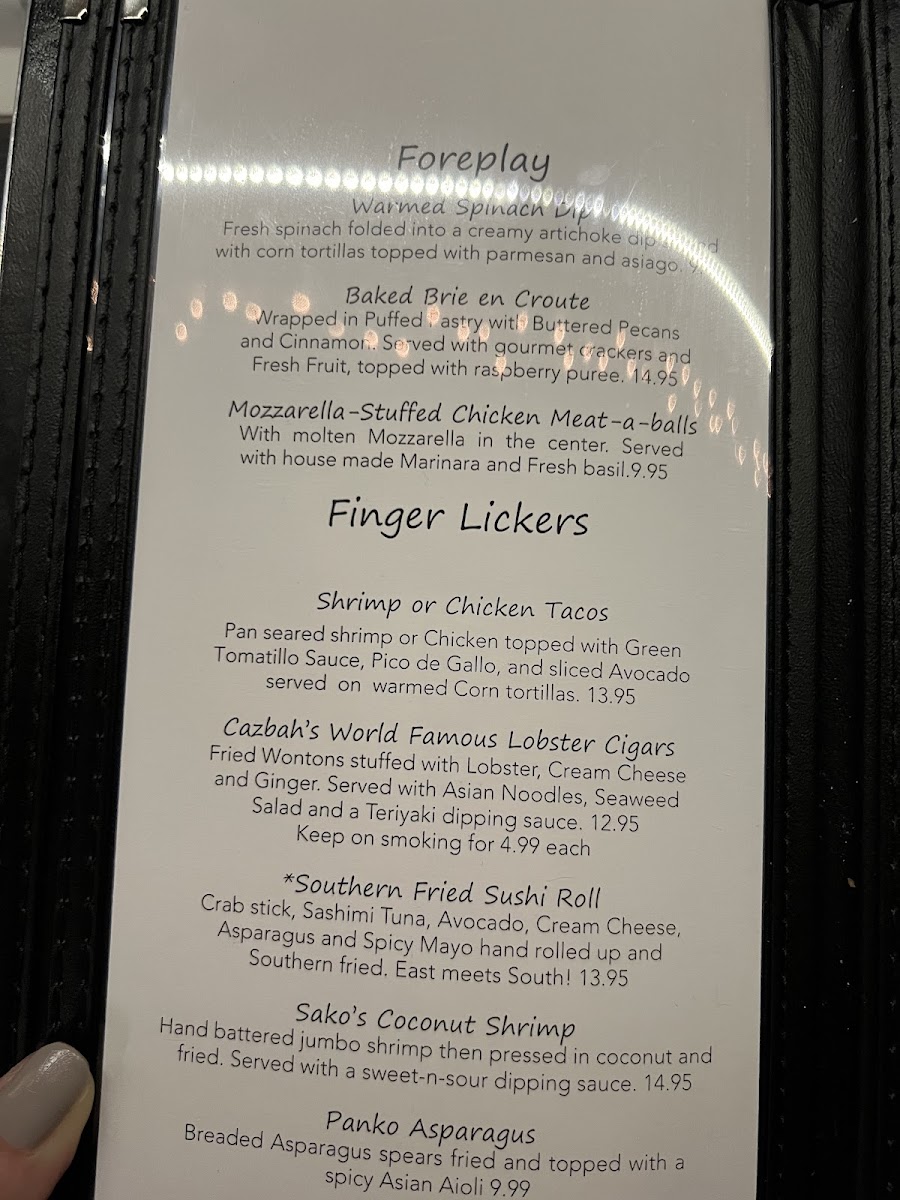 Foreplay
Warmed Spinach Dip
Fresh spinach folded into a creamy artichoke dip
with corn tortillas topped with parmesan and asiago.
Baked Brie en Croute
Wrapped in Puffed Pastry with Buttered Pecans
and Cinnamon. Served with gourmet crackers and
Fresh Fruit, topped with raspberry puree. 14.95
Mozzarella-Stuffed Chicken Meat-a-balls
With molten Mozzarella in the center. Served
with house made Marinara and Fresh basil.9.95
Finger Lickers
Shrimp or Chicken Tacos
Pan seared shrimp or Chicken topped with Green
Tomatillo Sauce, Pico de Gallo, and sliced Avocado
served on warmed Corn tortillas. 13.95
Cazbah's World Famous Lobster Cigars
Fried Wontons stuffed with Lobster, Cream Cheese
and Ginger. Served with Asian Noodles, Seaweed
Salad and a Teriyaki dipping sauce. 12.95
Keep on smoking for 4.99 each
*Southern Fried Sushi Roll
Crab stick, Sashimi Tuna, Avocado, Cream Cheese,
Asparagus and Spicy Mayo hand rolled up and
Southern fried. East meets South! 13.95
Sako's Coconut Shrimp
Hand battered jumbo shrimp then pressed in coconut and
fried. Served with a sweet-n-sour dipping sauce. 14.95
Panko Asparagus
Breaded Asparagus spears fried and topped with a
spicy Asian Aioli 9.99